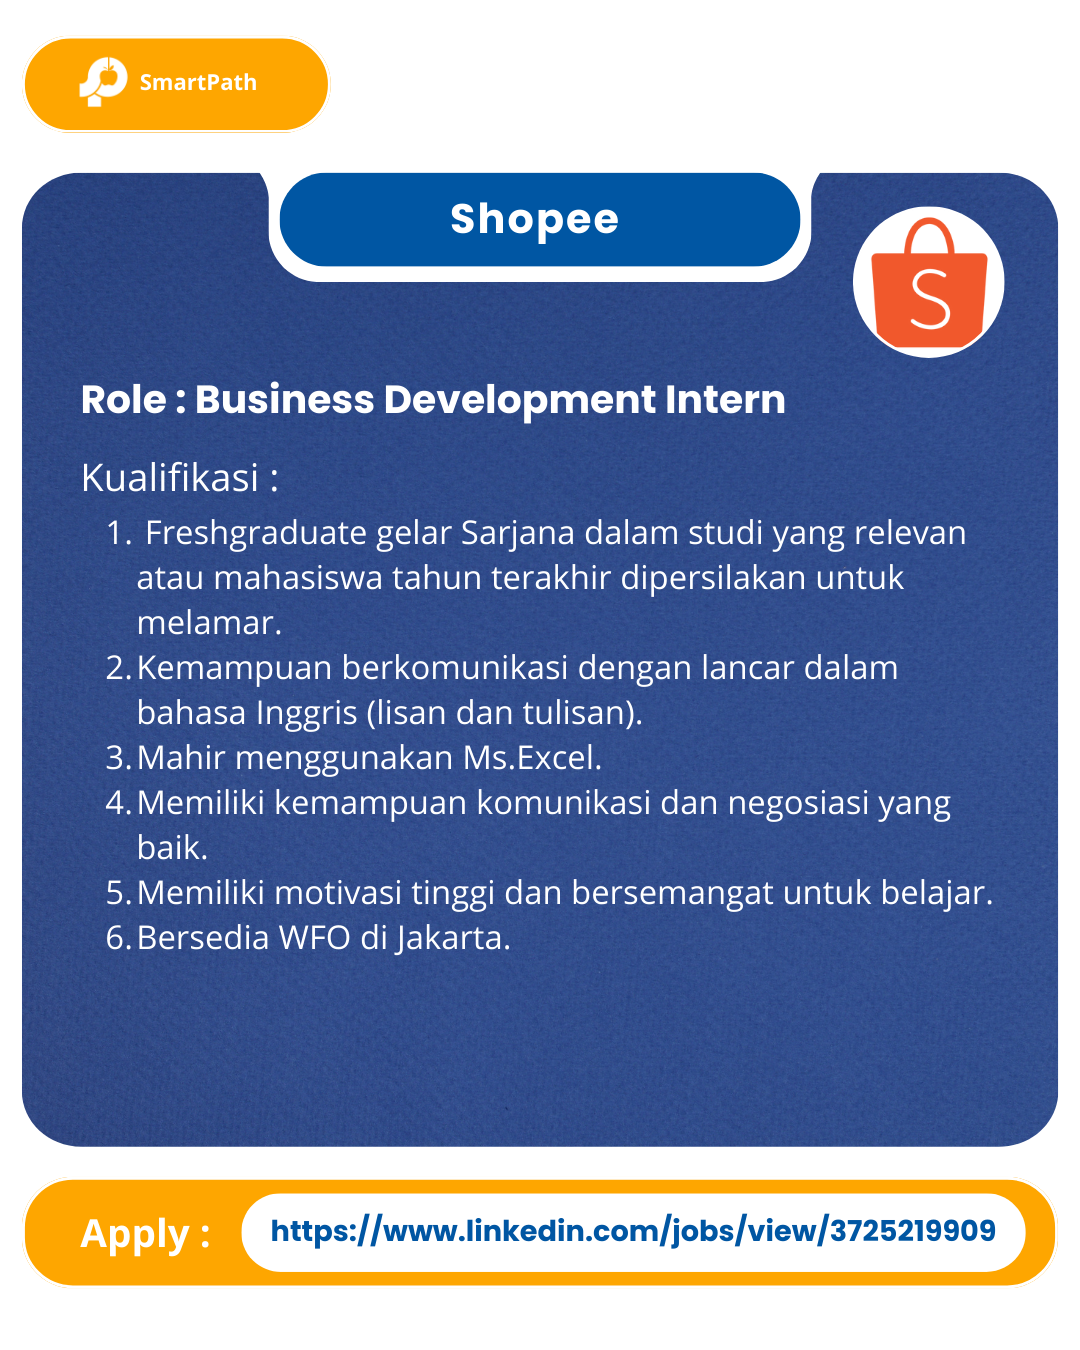 SmartPath
Shopee
S
Role : Business Development Intern
Kualifikasi :
1. Freshgraduate gelar Sarjana dalam studi yang relevan
atau mahasiswa tahun terakhir dipersilakan untuk
melamar.
2. Kemampuan berkomunikasi dengan lancar dalam
bahasa Inggris (lisan dan tulisan).
3. Mahir menggunakan Ms.Excel.
4. Memiliki kemampuan komunikasi dan negosiasi yang
baik.
5. Memiliki motivasi tinggi dan bersemangat untuk belajar.
6. Bersedia WFO di Jakarta.
Apply : https://www.linkedin.com/jobs/view/3725219909